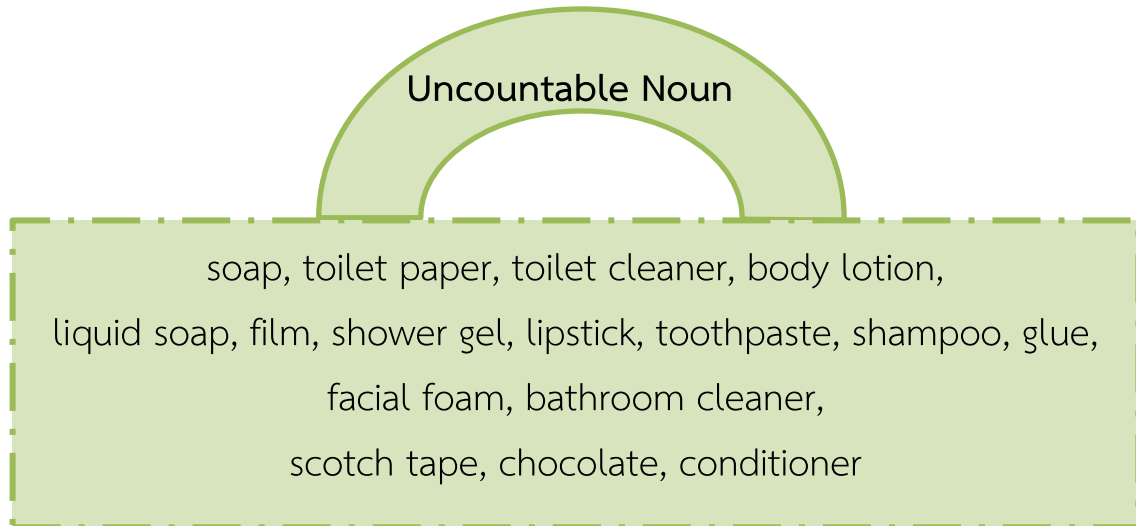 Uncountable Noun
soap, toilet paper, toilet cleaner, body lotion,
liquid soap, film, shower gel, lipstick, toothpaste, shampoo, glue,
facial foam, bathroom cleaner,
scotch tape, chocolate, conditioner